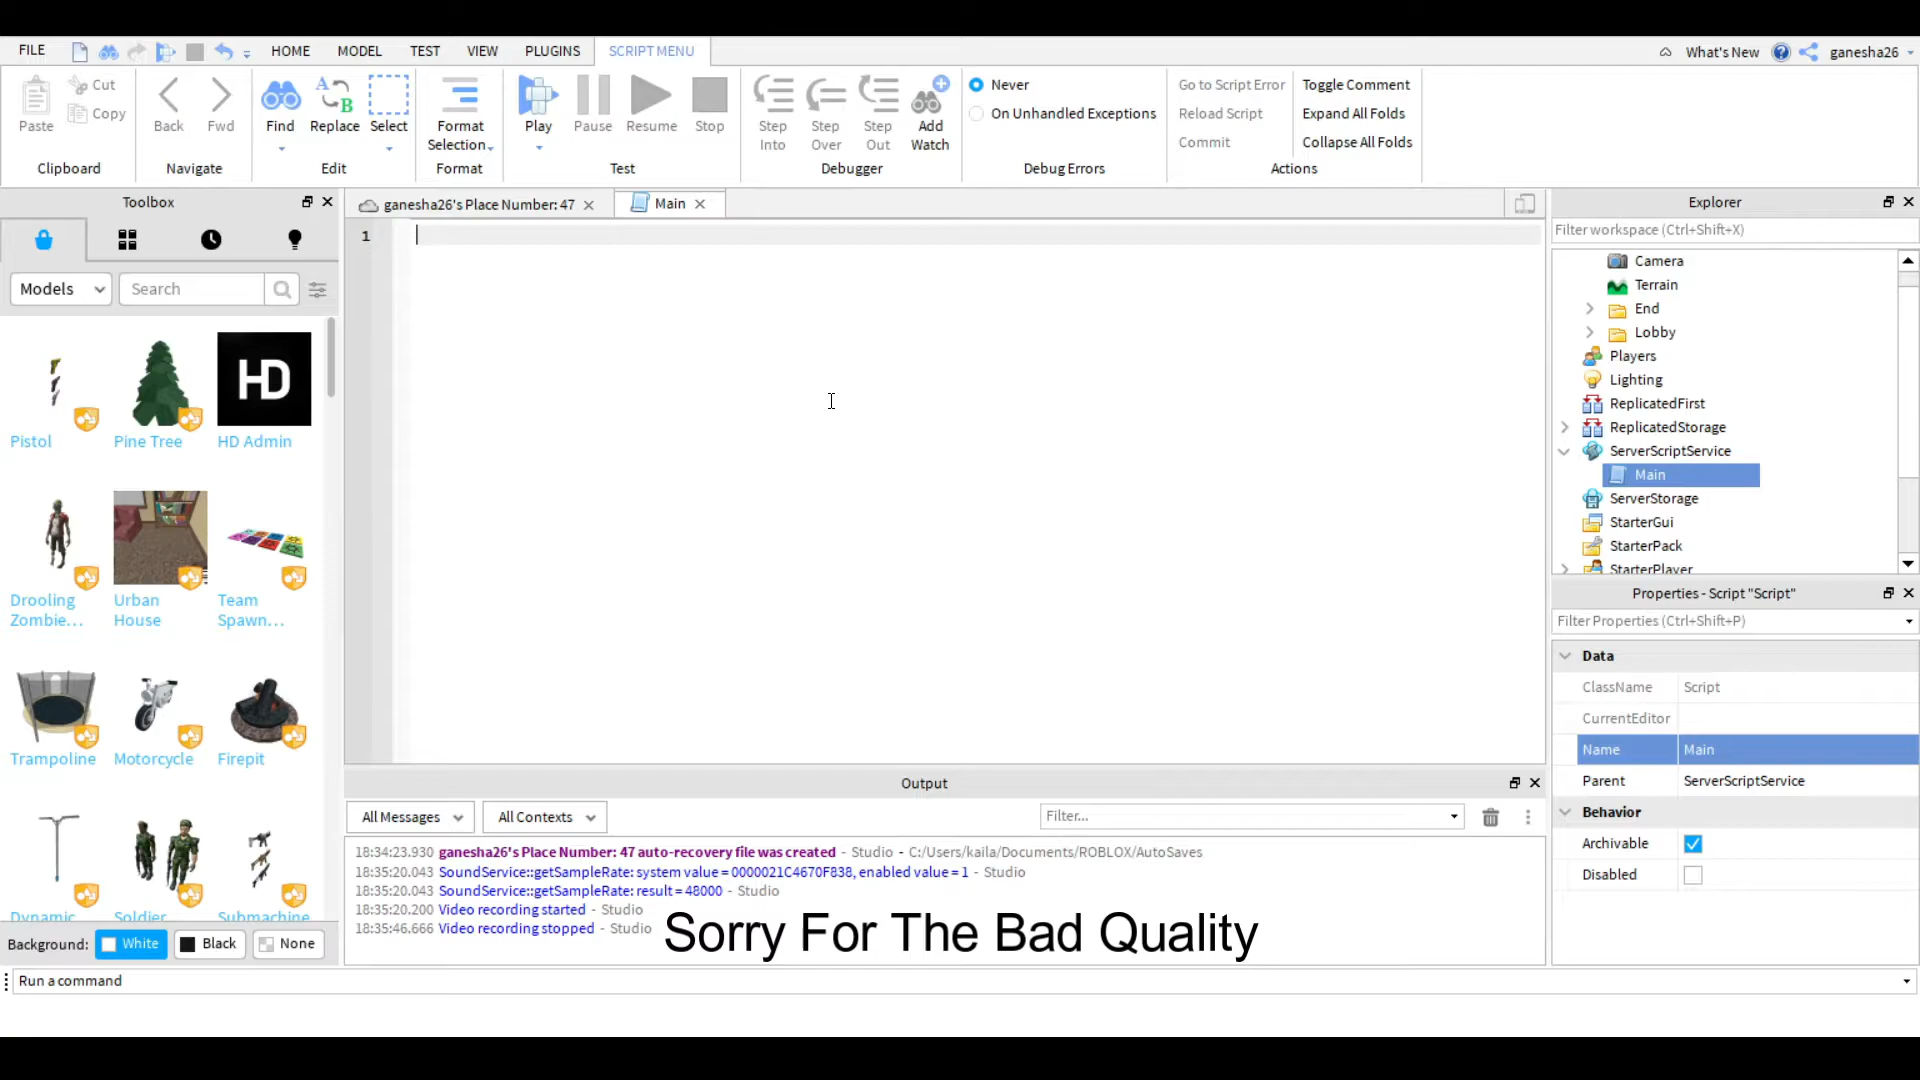 FILE
HOME
MODEL
TEST
VIEW
PLUGINS
SCRIPT MENU
What's New
ganesha26
Paste
Cut
Copy
Clipboard
Back
Fwd
Navigate
Find
Replace
Select
Edit
Format
Selection
Format
Play
Pause
Resume
Stop
Test
Step
Into
Step
Over
Step
Out
Add
Watch
Debugger
Never
On Unhandled Exceptions
Debug Errors
Go to Script Error
Reload Script
Commit
Toggle Comment
Expand All Folds
Collapse All Folds
Actions
Toolbox
Models
Search
HD
Pistol
Pine Tree
HD Admin
Drooling
Zombie...
Urban
House
Team
Spawn...
Trampoline
Motorcycle
Firepit
Dynamic
Soldier
Submachine
Background:
White
Black
None
ganesha26's Place Number: 47
Main
1
Output
All Messages
All Contexts
Filter...
18:34:23.930 ganesha26's Place Number: 47 auto-recovery file was created - Studio - C:/Users/kaila/Documents/ROBLOX/AutoSaves
18:35:20.043 SoundService::getSampleRate: system value = 0000021C4670F838, enabled value = 1 - Studio
18:35:20.043 SoundService::getSampleRate: result = 48000 - Studio
18:35:20.200 Video recording started - Studio
18:35:46.666 Video recording stopped - Studio
Sorry For The Bad Quality
Run a command
Explorer
Filter workspace (Ctrl+Shift+X)
Camera
Terrain
End
Lobby
Players
Lighting
ReplicatedFirst
ReplicatedStorage
ServerScriptService
Main
ServerStorage
StarterGui
StarterPack
StarterPlayer
Properties - Script "Script"
Filter Properties (Ctrl+Shift+P)
Data
ClassName Script
CurrentEditor
Name Main
Parent ServerScriptService
Behavior
Archivable
Disabled